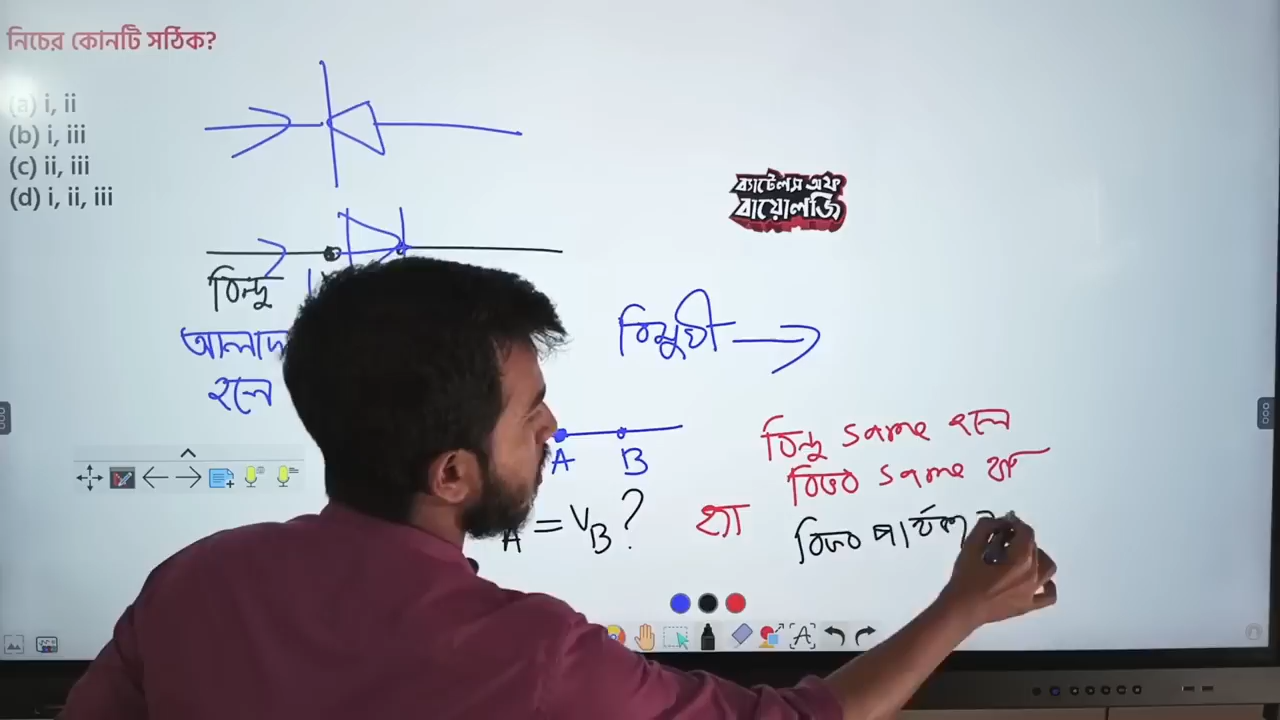 নিচের কোনটি সঠিক?
(a) i, ii
(b) i, iii
(c) ii, iii
(d) i, ii, iii
ব্যাটেলস অফ
বায়োলজি
বিন্দু
আলাদা
হলে
বিমুখী
A B
A = VB ?
হ্যা
বিন্দু same হলে
বিভব same হয়
বিভব পার্থক্য